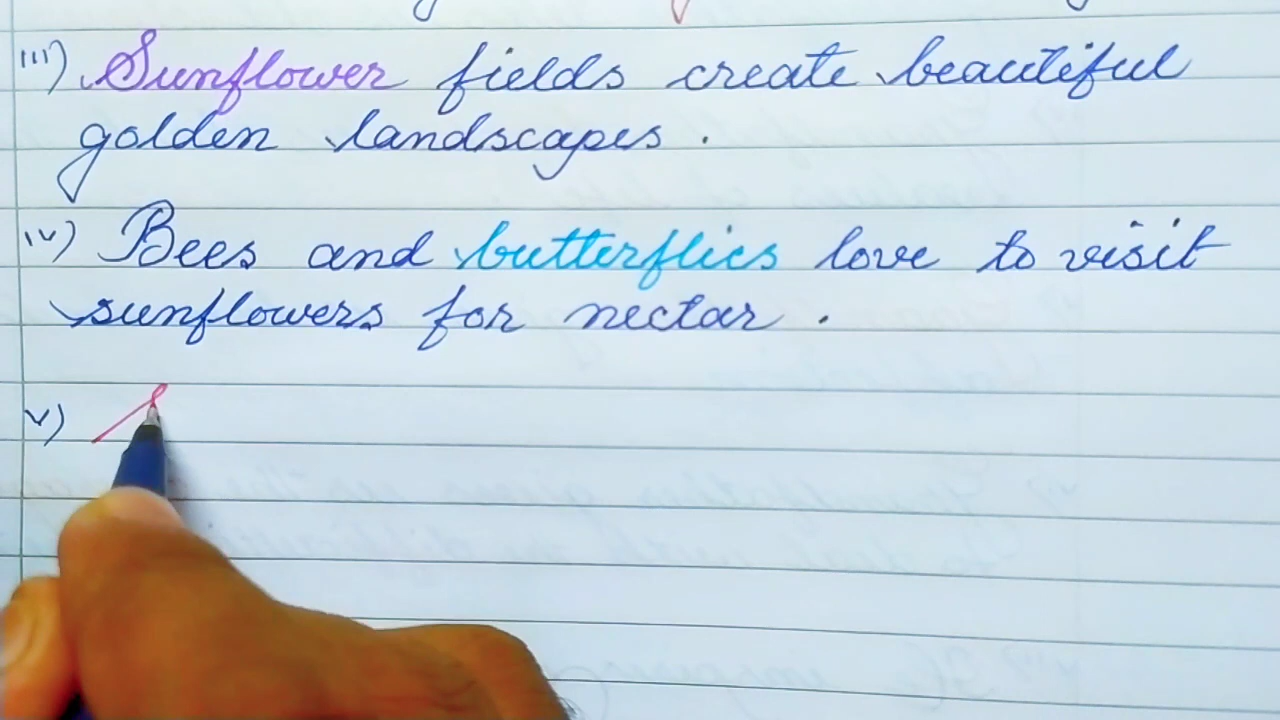 iii) Sunflower fields create beautiful
golden landscapes.
iv) Bees and butterflies love to visit
sunflowers for nectar.
v)